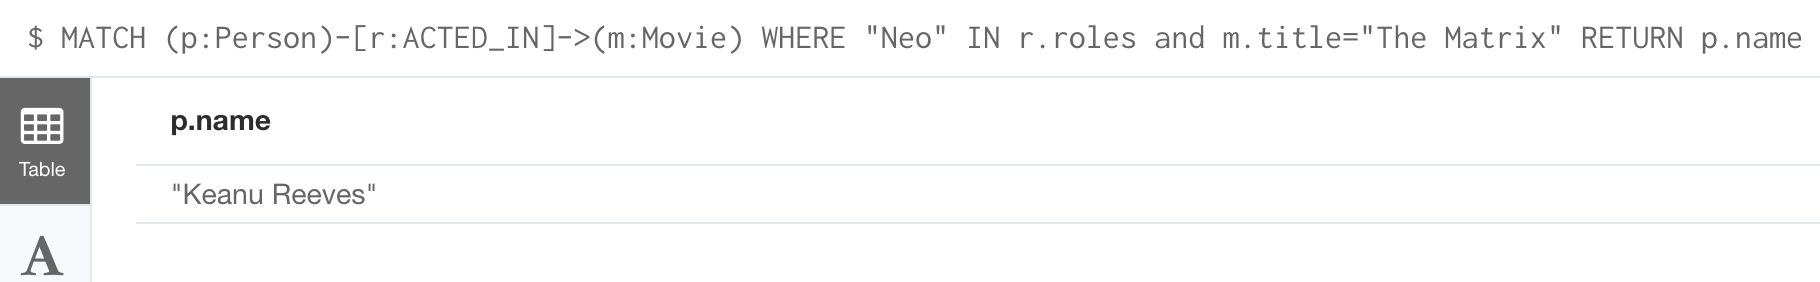 $ MATCH (p:Person)-[r:ACTED_IN]->(m:Movie) WHERE "Neo" IN r.roles and m.title="The Matrix" RETURN p.name
p.name
Table
"Keanu Reeves"
A